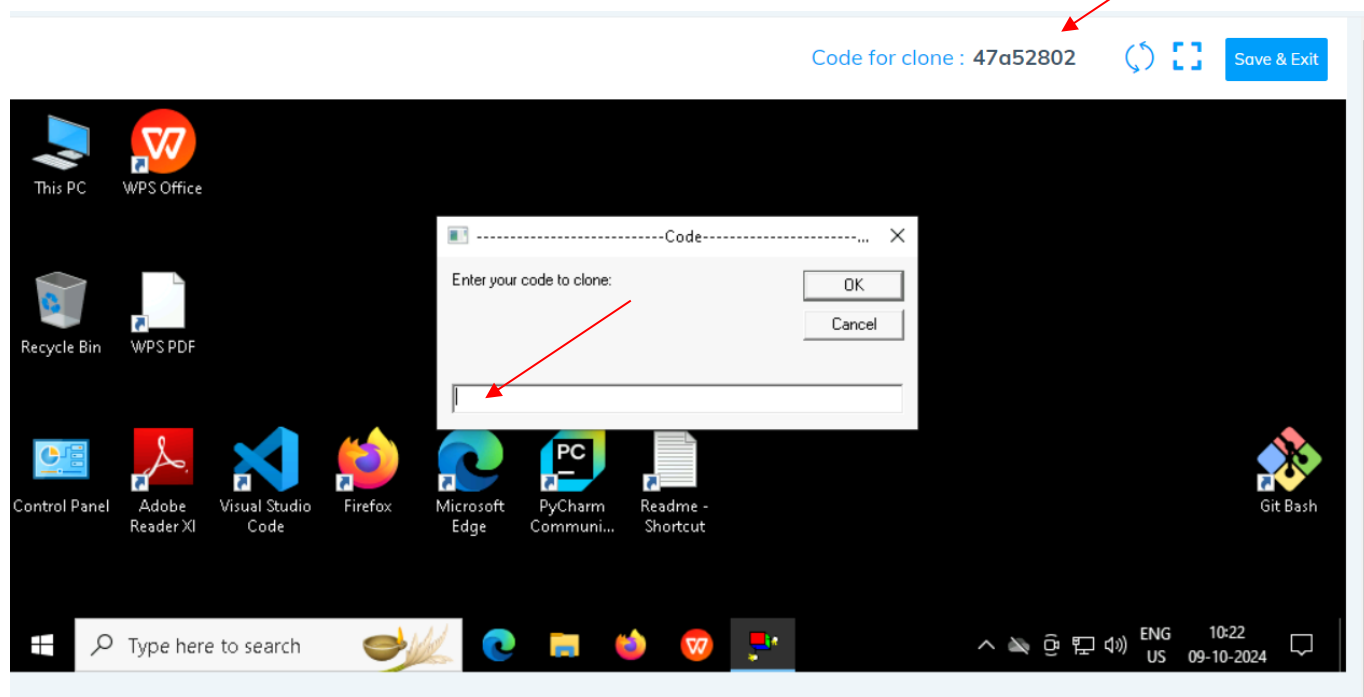 Code for clone : 47a52802
Save & Exit
This PC
WPS Office
---------------------------Code----------------------...
Enter your code to clone:
OK
Cancel
Recycle Bin
WPS PDF
PC
Control Panel
Adobe
Reader XI
Visual Studio
Code
Firefox
Microsoft
Edge
PyCharm
Communi...
Readme -
Shortcut
Git Bash
Type here to search
ENG
US
10:22
09-10-2024